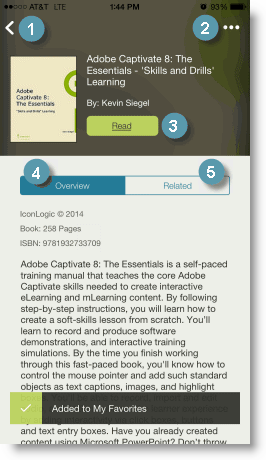 AT&T LTE 1:44 PM 93%
1
2
Adobe Captivate 8: The
Essentials - 'Skills and Drills'
Learning
Adobe
Captivate 8:
The Essentials
"Skills and Drills" Learning
By: Kevin Siegel
Read
3
4
5
Overview Related
IconLogic © 2014
Book: 258 Pages
ISBN: 9781932733709
Adobe Captivate 8: The Essentials is a self-paced
training manual that teaches the core Adobe
Captivate skills needed to create interactive
eLearning and mLearning content. By following
step-by-step instructions, you will learn how to
create a soft-skills lesson from scratch. You'll
learn to record and produce software
demonstrations, and interactive training
simulations. By the time you finish working
through this fast-paced book, you'll know how to
control the mouse pointer and add such standard
objects as text captions, images, and highlight
Added to My Favorites
and text entry boxes. Have you already created
content using Microsoft PowerPoint? Don't throw